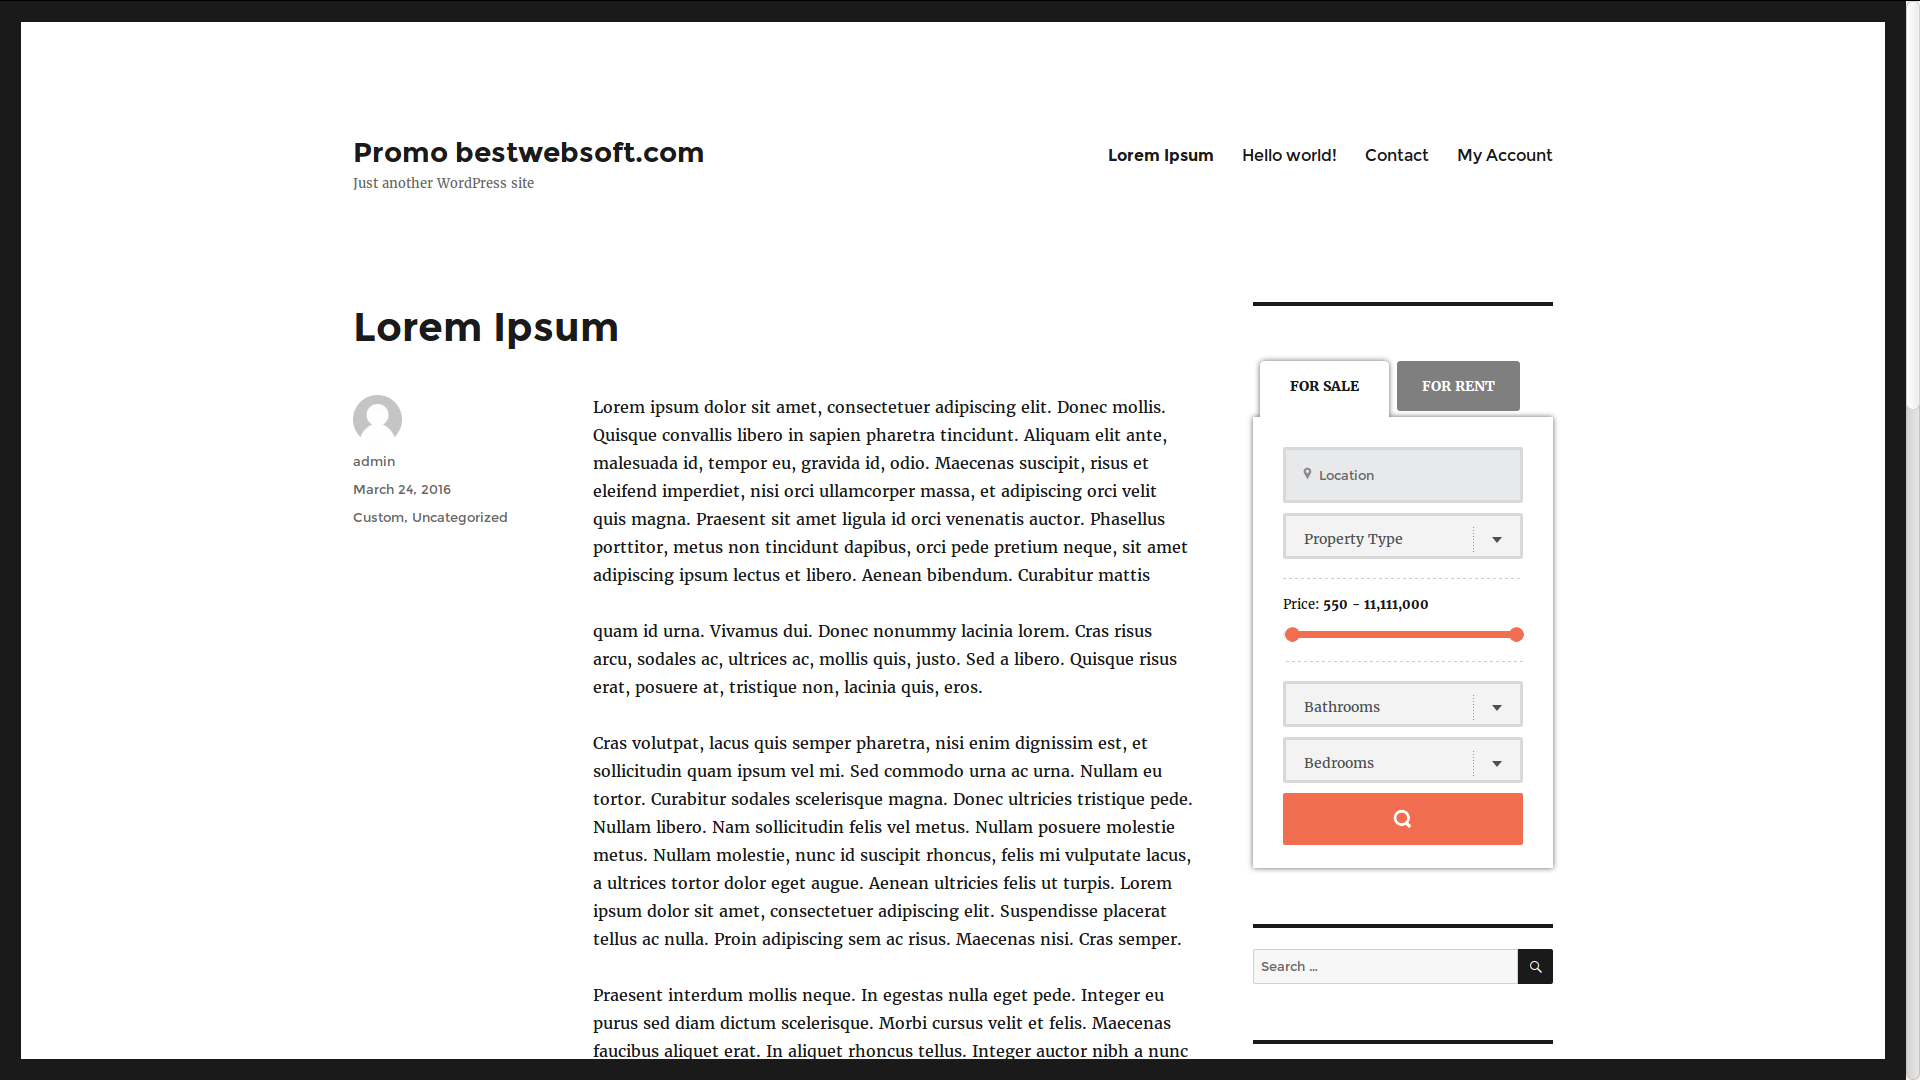 Promo bestwebsoft.com
Just another WordPress site
Lorem Ipsum Hello world! Contact My Account
Lorem Ipsum
admin
March 24, 2016
Custom, Uncategorized
Lorem ipsum dolor sit amet, consectetuer adipiscing elit. Donec mollis.
Quisque convallis libero in sapien pharetra tincidunt. Aliquam elit ante,
malesuada id, tempor eu, gravida id, odio. Maecenas suscipit, risus et
eleifend imperdiet, nisi orci ullamcorper massa, et adipiscing orci velit
quis magna. Praesent sit amet ligula id orci venenatis auctor. Phasellus
porttitor, metus non tincidunt dapibus, orci pede pretium neque, sit amet
adipiscing ipsum lectus et libero. Aenean bibendum. Curabitur mattis
quam id urna. Vivamus dui. Donec nonummy lacinia lorem. Cras risus
arcu, sodales ac, ultrices ac, mollis quis, justo. Sed a libero. Quisque risus
erat, posuere at, tristique non, lacinia quis, eros.
Cras volutpat, lacus quis semper pharetra, nisi enim dignissim est, et
sollicitudin quam ipsum vel mi. Sed commodo urna ac urna. Nullam eu
tortor. Curabitur sodales scelerisque magna. Donec ultricies tristique pede.
Nullam libero. Nam sollicitudin felis vel metus. Nullam posuere molestie
metus. Nullam molestie, nunc id suscipit rhoncus, felis mi vulputate lacus,
a ultrices tortor dolor eget augue. Aenean ultricies felis ut turpis. Lorem
ipsum dolor sit amet, consectetuer adipiscing elit. Suspendisse placerat
tellus ac nulla. Proin adipiscing sem ac risus. Maecenas nisi. Cras semper.
Praesent interdum mollis neque. In egestas nulla eget pede. Integer eu
purus sed diam dictum scelerisque. Morbi cursus velit et felis. Maecenas
faucibus aliquet erat. In aliquet rhoncus tellus. Integer auctor nibh a nunc
FOR SALE FOR RENT
Location
Property Type
Price: 550 - 11,111,000
Bathrooms
Bedrooms
Search ...